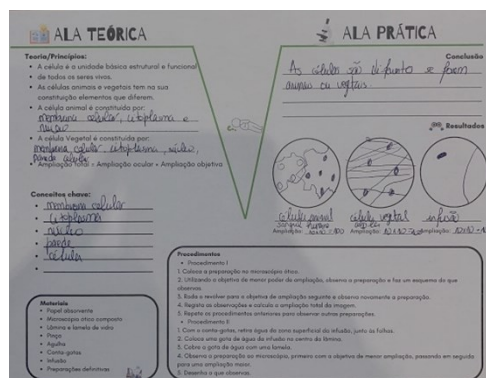 ALA TEÓRICA
Teoria/Princípios:
• A célula é a unidade básica estrutural e funcional
• de todos os seres vivos.
• As células animais e vegetais tem na sua
constituição elementos que diferem.
• A célula animal é constituída por:
membrana celular, citoplasma e
núcleo
• A célula Vegetal é constituída por:
membrana celular, citoplasma, núcleo,
parede celular
• Ampliação total = Ampliação ocular × Ampliação objetiva
Conceitos chave:
• membrana celular
• citoplasma
• núcleo
• parede
• células
Materiais
• Papel absorvente
• Microscópio ótico composto
• Lâmina e lamela de vidro
• Pinça
• Agulha
• Conta-gotas
• Infusão
• Preparações definitivas
ALA PRÁTICA
Conclusão
As células são se forem
animais ou vegetais.
Resultados
célula animal
sangue humano
Ampliação:
célula vegetal
Ampliação:
infusão
Ampliação:
Procedimentos
• Procedimento I
1. Coloca a preparação no microscópio ótico.
2. Utilizando a objetiva de menor poder de ampliação, observa a preparação e faz um esquema do que
observas.
3. Roda o revólver para a objetiva de ampliação seguinte e observa novamente a preparação.
4. Regista as observações e calcula a ampliação total da imagem.
5. Repete os procedimentos anteriores para observar outras preparações.
• Procedimento II
1. Com o conta-gotas, retira água da zona superficial da infusão, junto às folhas.
2. Coloca uma gota de água da infusão no centro da lâmina.
3. Cobre a gota de água com uma lamela.
4. Observa a preparação ao microscópio, primeiro com a objetiva de menor ampliação, passando em seguida
para uma ampliação maior.
5. Desenha o que observas.